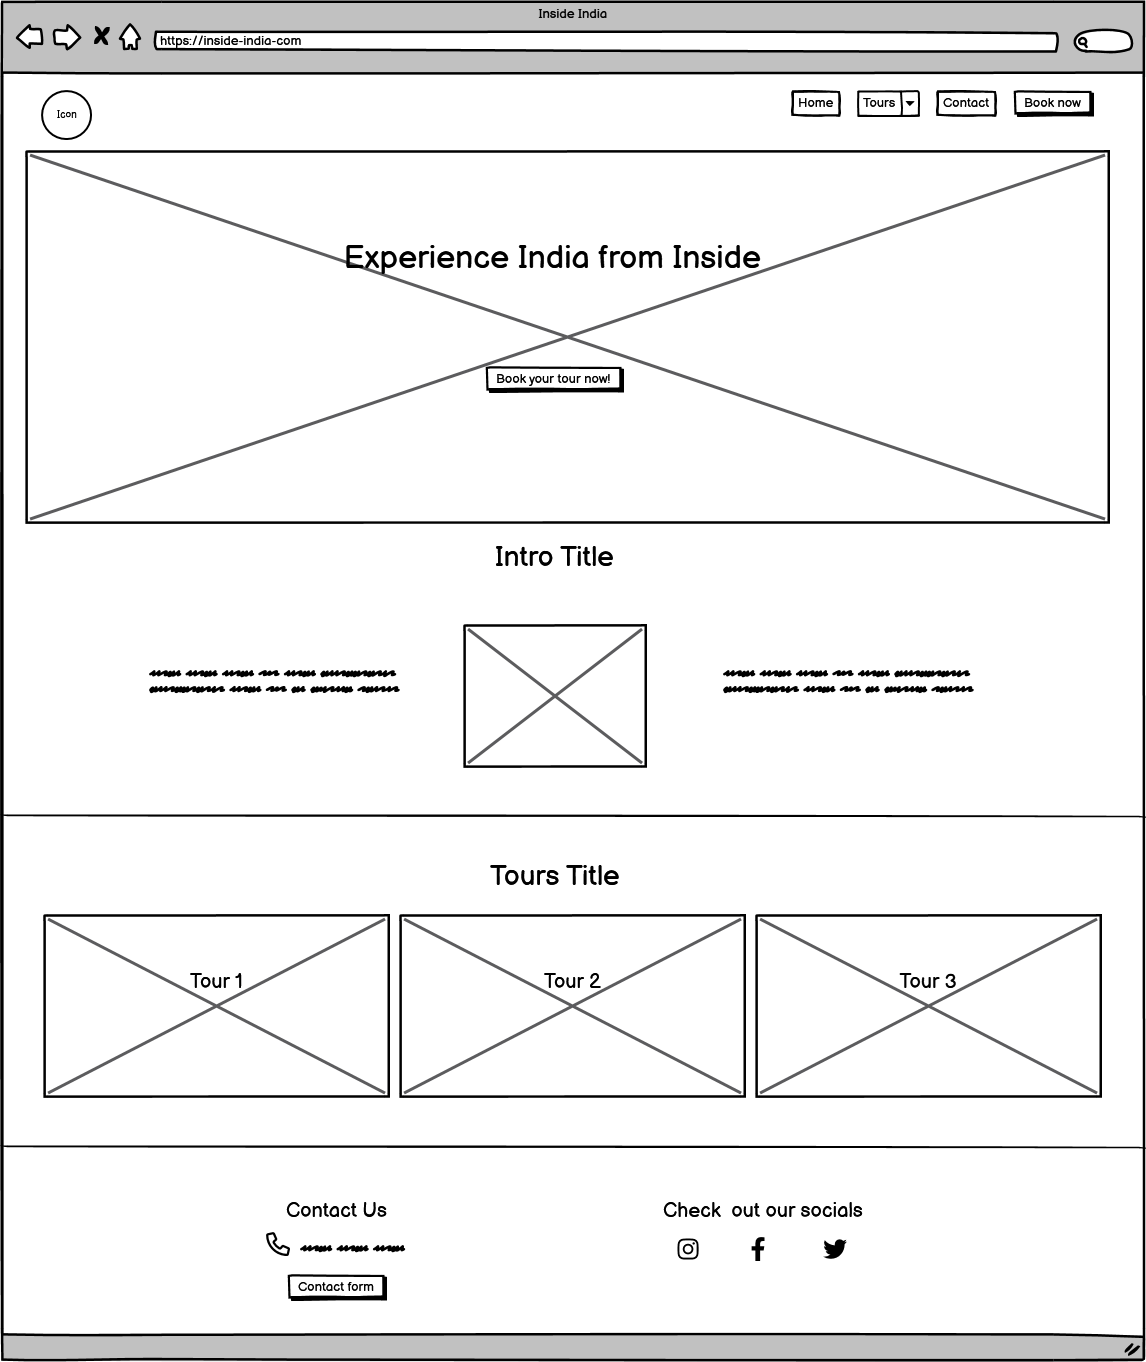 Inside India
https://inside-india-com
Icon
Home Tours Contact Book now
Experience India from Inside
Book your tour now!
Intro Title
Tours Title
Tour 1 Tour 2 Tour 3
Contact Us Check out our socials
Contact form